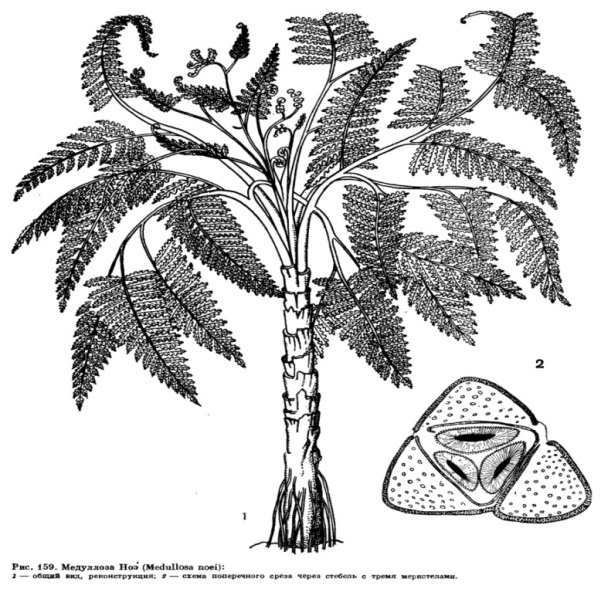 2
1
Рис. 159. Медуллоза Ноэ́ (Medullosa noei):
1 — общий вид, реконструкция; 2 — схема поперечного среза через стебель с тремя меристелами.